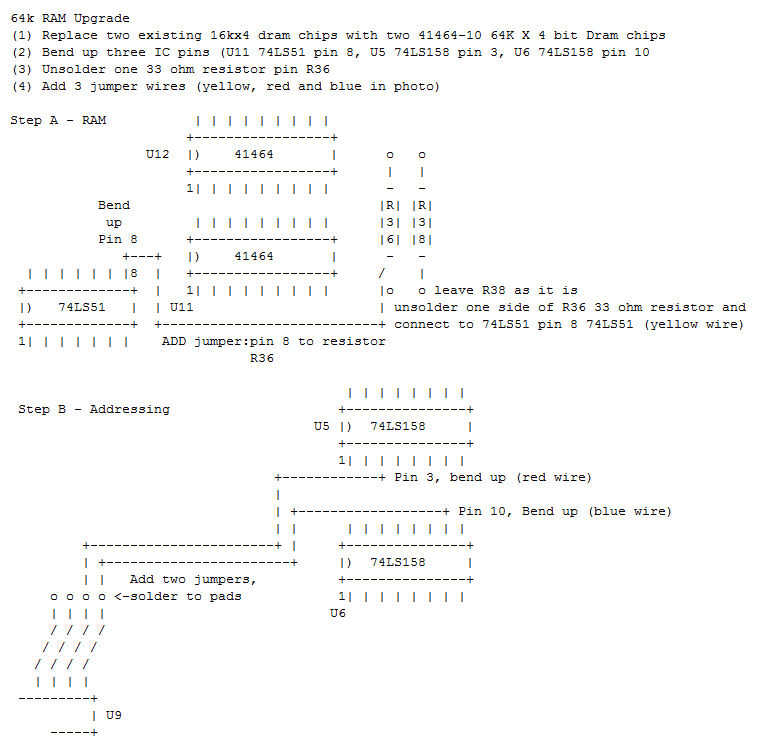 64k RAM Upgrade
(1) Replace two existing 16kx4 dram chips with two 41464-10 64K X 4 bit Dram chips
(2) Bend up three IC pins (U11 74LS51 pin 8, U5 74LS158 pin 3, U6 74LS158 pin 10
(3) Unsolder one 33 ohm resistor pin R36
(4) Add 3 jumper wires (yellow, red and blue in photo)
Step A - RAM
U12 41464
1
Bend
up
Pin 8
R R
3 3
6 8
41464
8
1
U11
74LS51
1
o leave R38 as it is
unsolder one side of R36 33 ohm resistor and
connect to 74LS51 pin 8 74LS51 (yellow wire)
ADD jumper:pin 8 to resistor
R36
Step B - Addressing
U5 74LS158
1
Pin 3, bend up (red wire)
Pin 10, Bend up (blue wire)
74LS158
Add two jumpers,
o o o o <-solder to pads
1
U6
U9